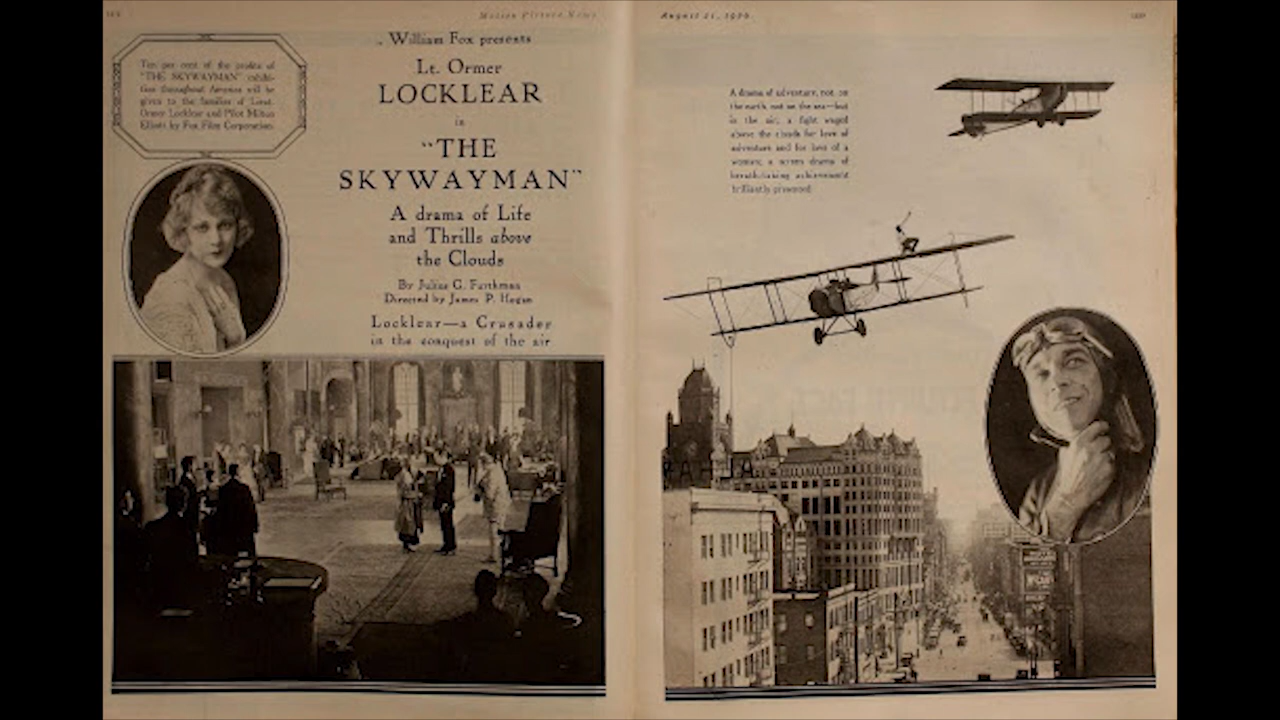 Motion Picture News
Ten per cent of the profits of
"THE SKYWAYMAN" exhibi-
tion throughout America will be
given to the families of Lieut.
Ormer Locklear and Pilot Milton
Elliott by Fox Film Corporation.
William Fox presents
Lt. Ormer
LOCKLEAR
in
"THE
SKYWAYMAN"
A drama of Life
and Thrills above
the Clouds
By Julius G. Furthman
Directed by James P. Hogan
Locklear—a Crusader
in the conquest of the air
August 21, 1920
A drama of adventure, not on
the earth, not on the sea—but
in the air; a fight waged
above the clouds for love of
adventure and for love of a
woman; a screen drama of
breath-taking achievement
brilliantly presented.